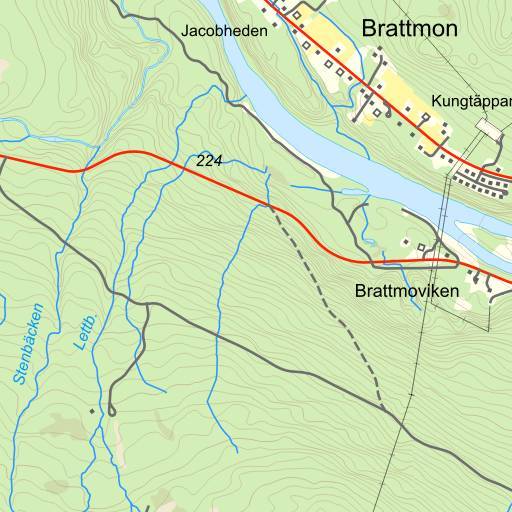 Brattmon
Jacobheden
Kungtäppan
224
Brattmoviken
Lettb.
Stenbäcken